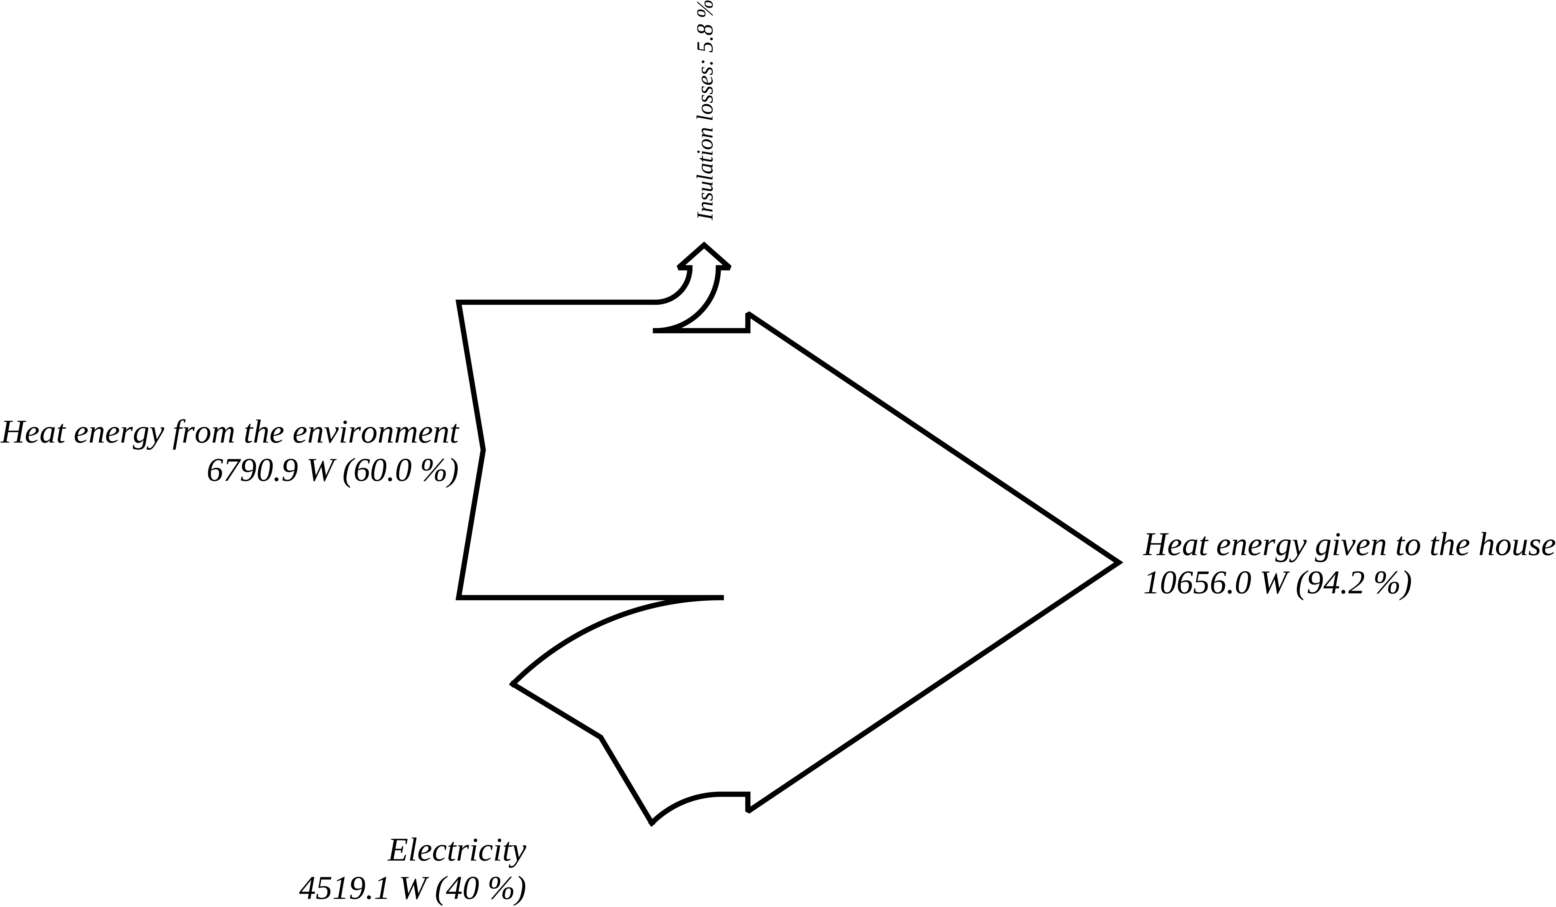 Insulation losses: 5.8 %
Heat energy from the environment
6790.9 W (60.0 %)
Heat energy given to the house
10656.0 W (94.2 %)
Electricity
4519.1 W (40 %)